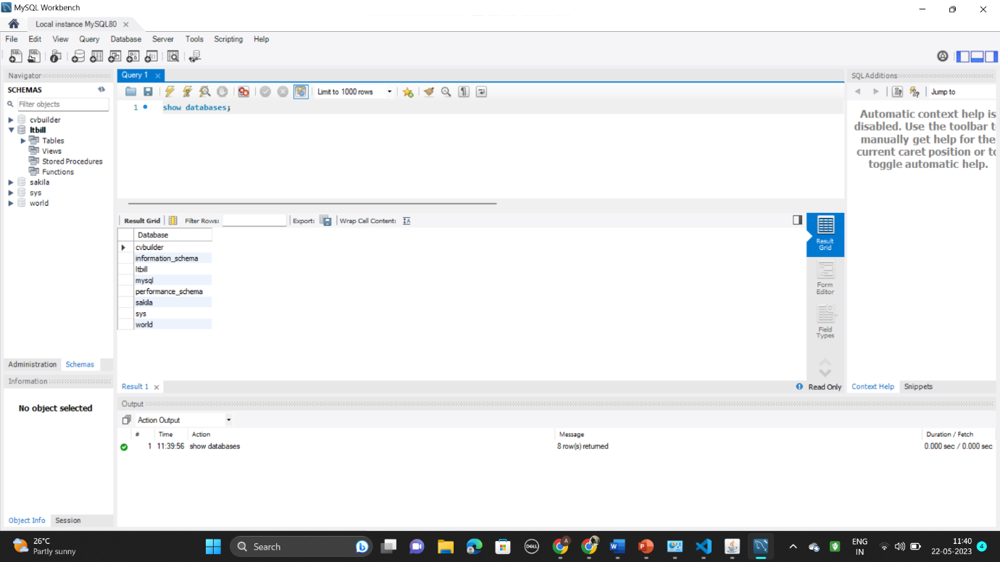 MySQL Workbench
Local instance MySQL80
File Edit View Query Database Server Tools Scripting Help
Navigator
SCHEMAS
Filter objects
cvbuilder
ltbill
Tables
Views
Stored Procedures
Functions
sakila
sys
world
Administration Schemas
Information
No object selected
Object Info Session
Query 1
Limit to 1000 rows
1 show databases;
Result Grid Filter Rows: Export: Wrap Cell Content:
Database
cvbuilder
information_schema
ltbill
mysql
performance_schema
sakila
sys
world
Result
Grid
Form
Editor
Field
Types
Result 1
Read Only
Output
Action Output
# Time Action Message Duration / Fetch
1 11:39:56 show databases 8 row(s) returned 0.000 sec / 0.000 sec
SQLAdditions
Jump to
Automatic context help is
disabled. Use the toolbar t
manually get help for the
current caret position or to
toggle automatic help.
Context Help Snippets
26°C
Partly sunny
Search
DELL
ENG
IN
11:40
22-05-2023
4